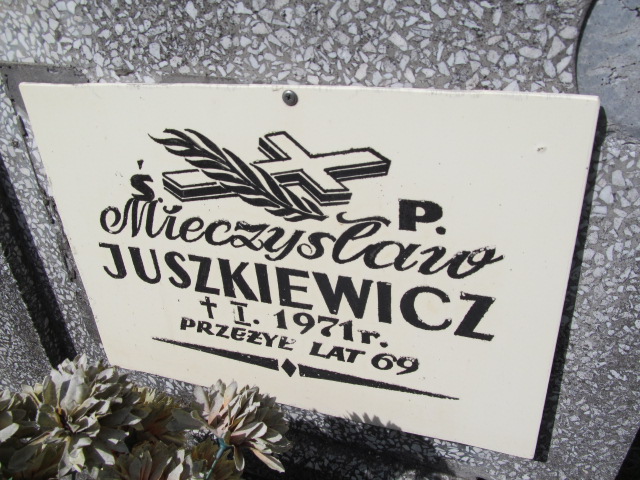 Ś P.
Mieczysław
JUSZKIEWICZ
† I. 1971 r.
PRZEŻYŁ LAT 69